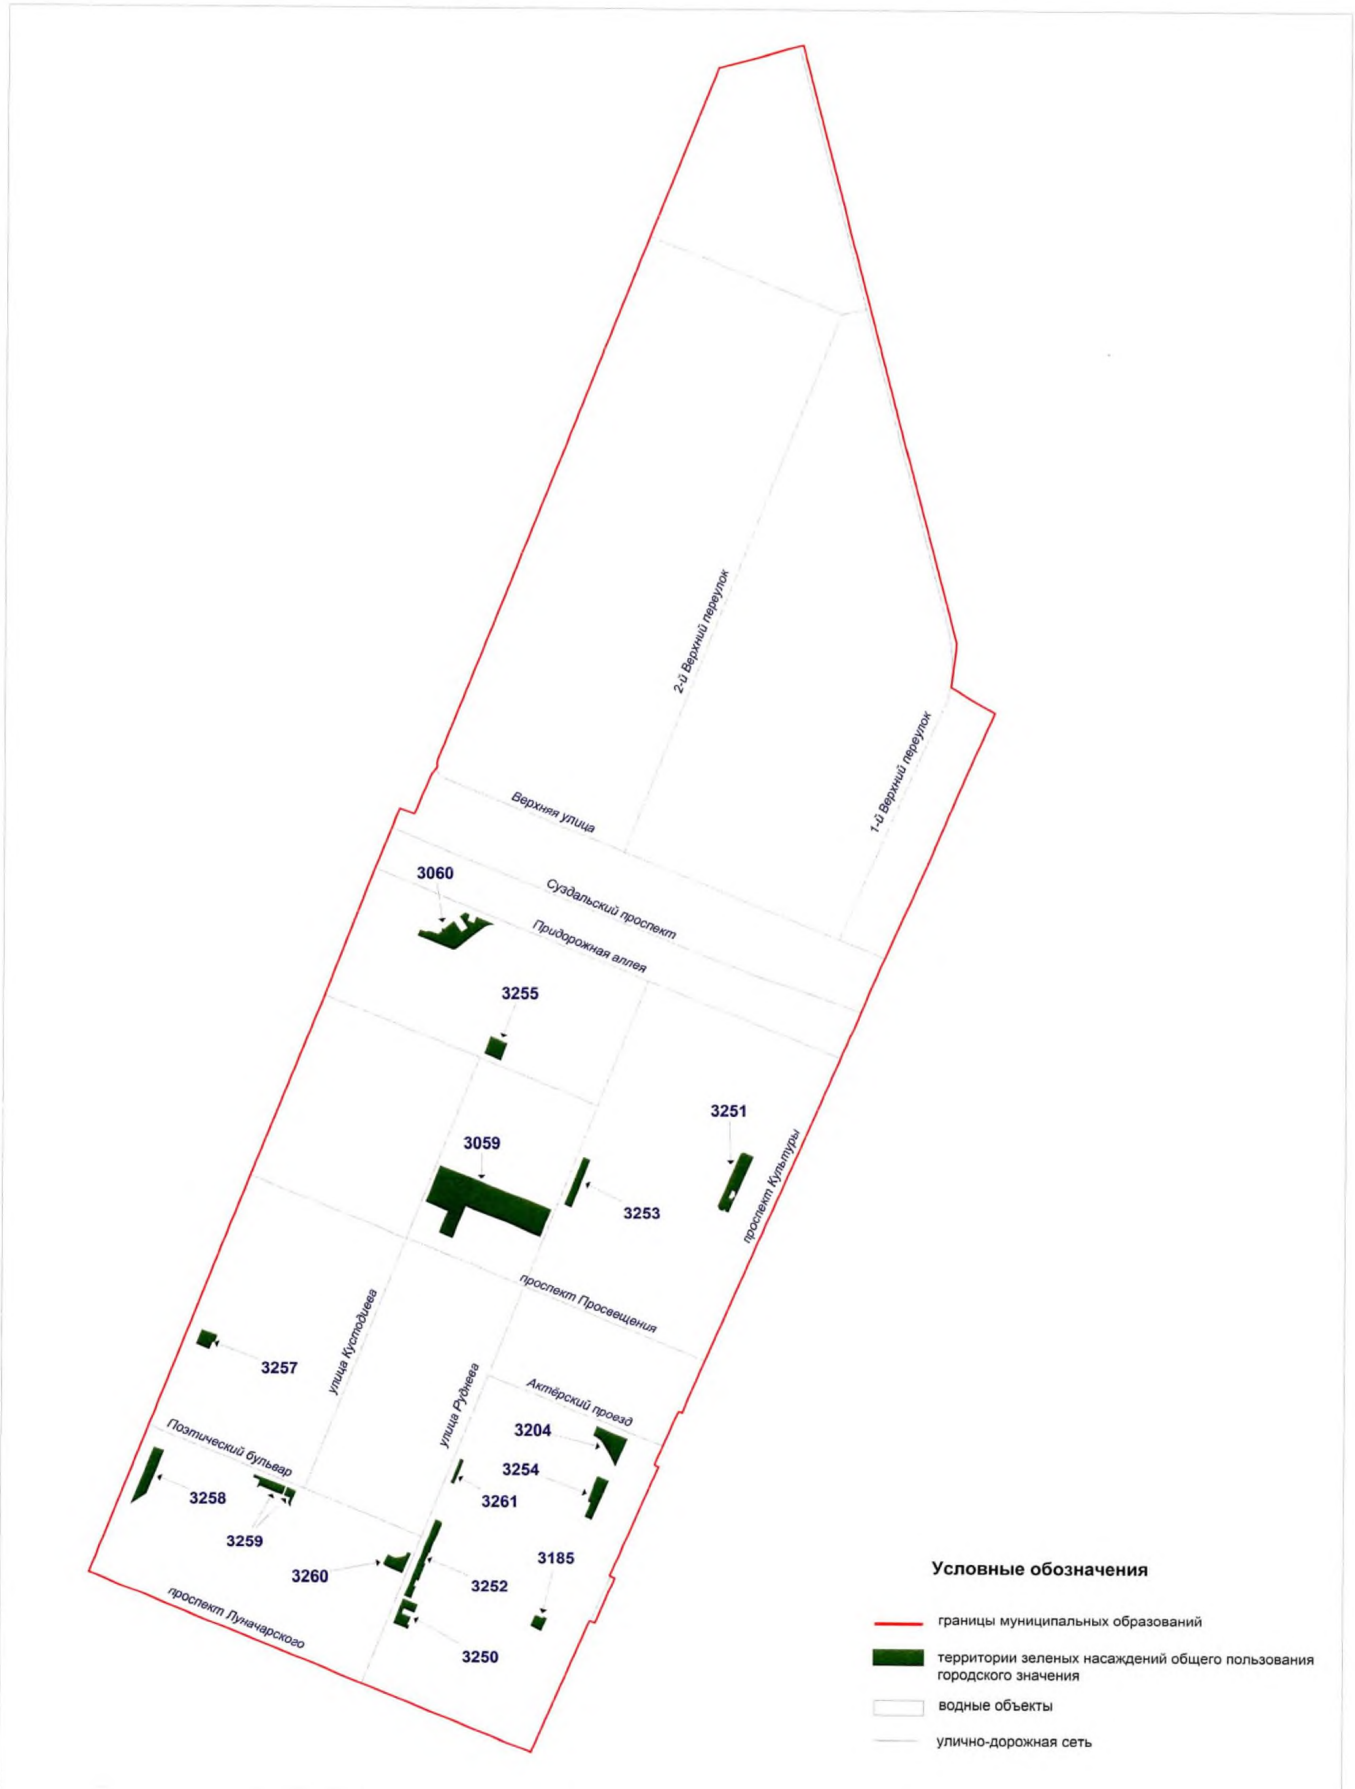 2-й Верхний переулок
1-й Верхний переулок
Верхняя улица
3060
Суздальский проспект
Придорожная аллея
3255
3251
3059
проспект Культуры
3253
проспект Просвещения
улица Кустодиева
3257
улица Руднева
Актёрский проезд
Поэтический бульвар
3204
3254
3258
3261
3259
3185
3260
3252
проспект Луначарского
3250
Условные обозначения
границы муниципальных образований
территории зеленых насаждений общего пользования
городского значения
водные объекты
улично-дорожная сеть